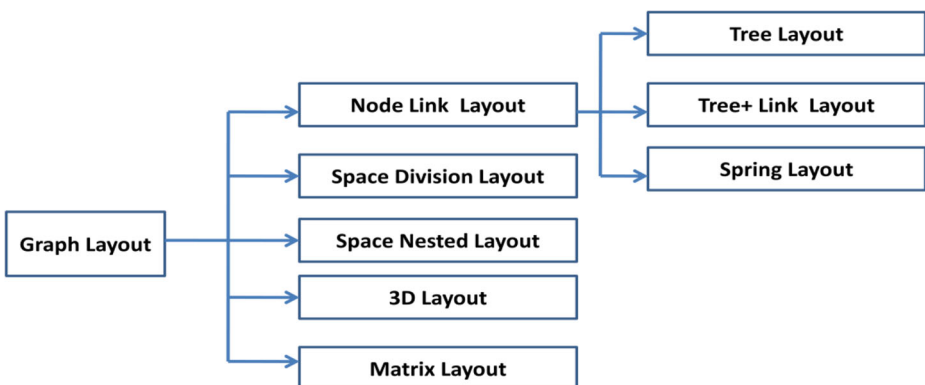 Graph Layout
Node Link Layout
Space Division Layout
Space Nested Layout
3D Layout
Matrix Layout
Tree Layout
Tree+ Link Layout
Spring Layout